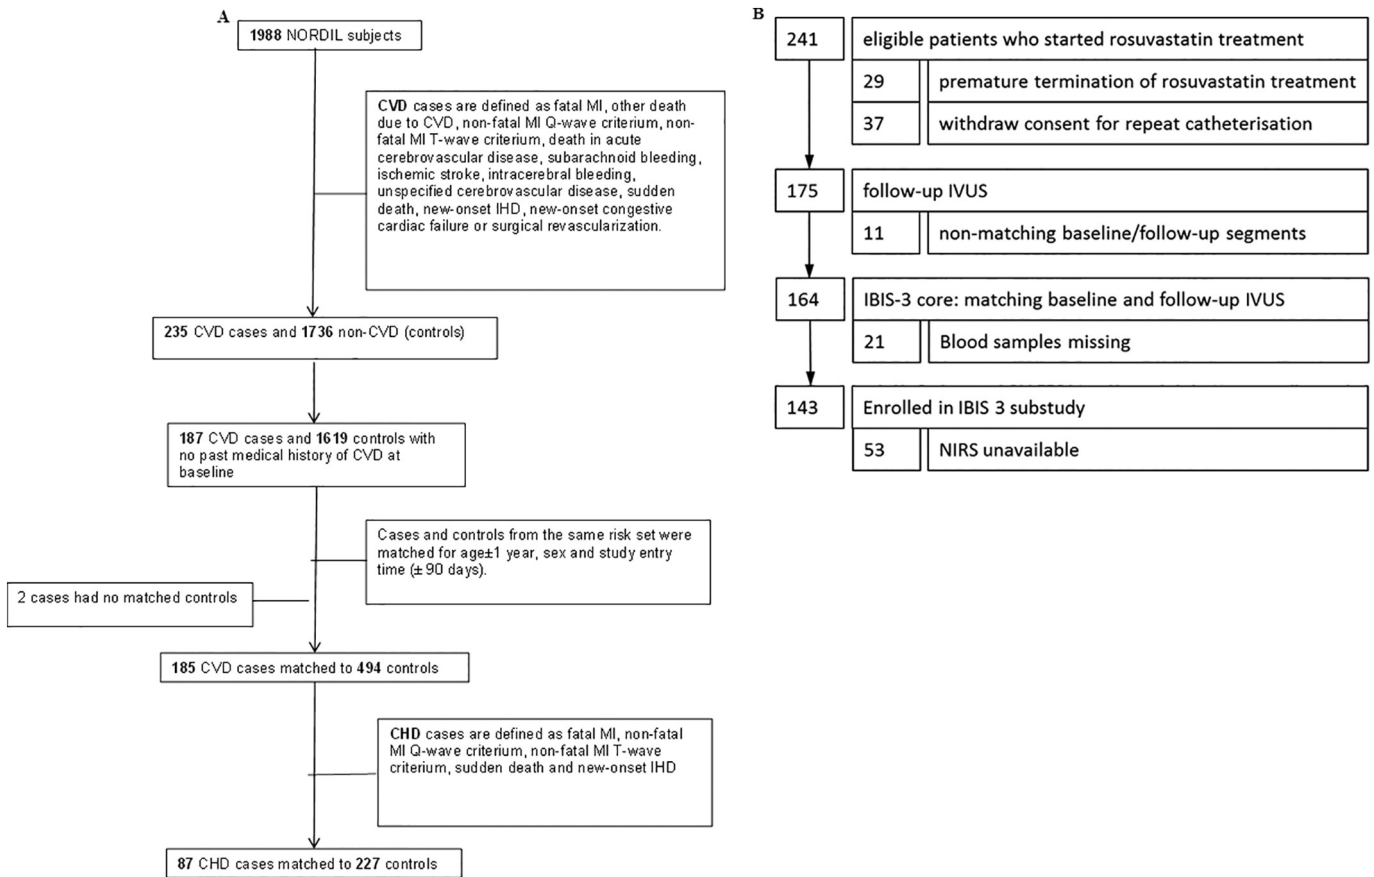 A
1988 NORDIL subjects
CVD cases are defined as fatal MI, other death
due to CVD, non-fatal MI Q-wave criterium, non-
fatal MI T-wave criterium, death in acute
cerebrovascular disease, subarachnoid bleeding,
ischemic stroke, intracerebral bleeding,
unspecified cerebrovascular disease, sudden
death, new-onset IHD, new-onset congestive
cardiac failure or surgical revascularization.
235 CVD cases and 1736 non-CVD (controls)
187 CVD cases and 1619 controls with
no past medical history of CVD at
baseline
Cases and controls from the same risk set were
matched for age±1 year, sex and study entry
time (± 90 days).
2 cases had no matched controls
185 CVD cases matched to 494 controls
CHD cases are defined as fatal MI, non-fatal
MI Q-wave criterium, non-fatal MI T-wave
criterium, sudden death and new-onset IHD
87 CHD cases matched to 227 controls
B
241 eligible patients who started rosuvastatin treatment
29 premature termination of rosuvastatin treatment
37 withdraw consent for repeat catheterisation
175 follow-up IVUS
11 non-matching baseline/follow-up segments
164 IBIS-3 core: matching baseline and follow-up IVUS
21 Blood samples missing
143 Enrolled in IBIS 3 substudy
53 NIRS unavailable